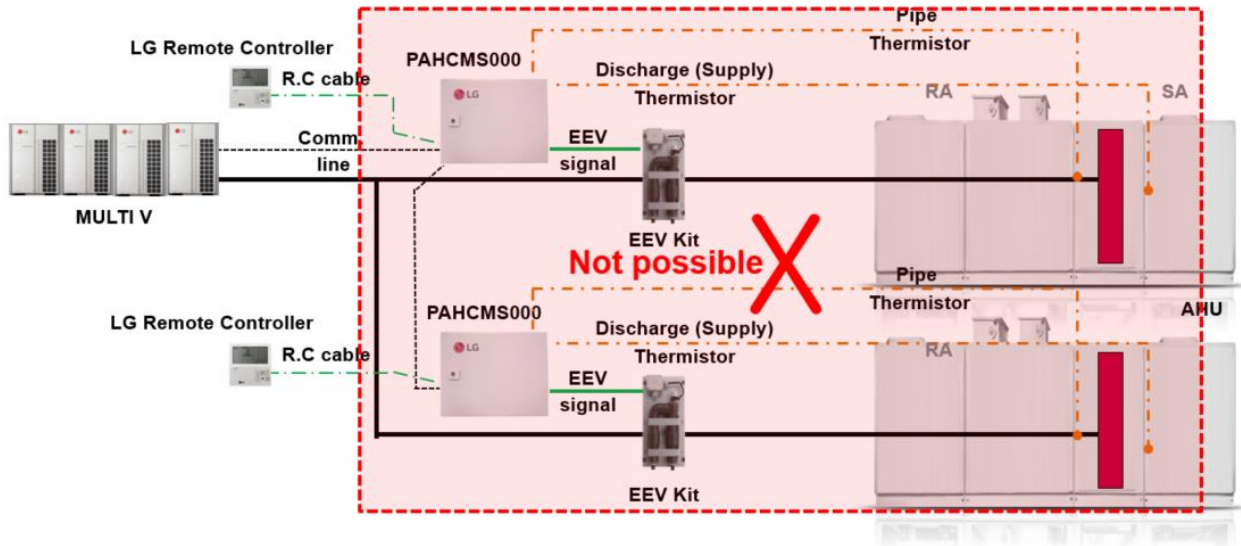 Pipe
Thermistor
LG Remote Controller
PAHCMS000
R.C cable
Discharge (Supply)
Thermistor
RA
SA
LG
Comm
line
EEV
signal
MULTI V
EEV Kit
Not possible
Pipe
Thermistor
AHU
LG Remote Controller
PAHCMS000
R.C cable
Discharge (Supply)
Thermistor
RA
LG
EEV
signal
EEV Kit